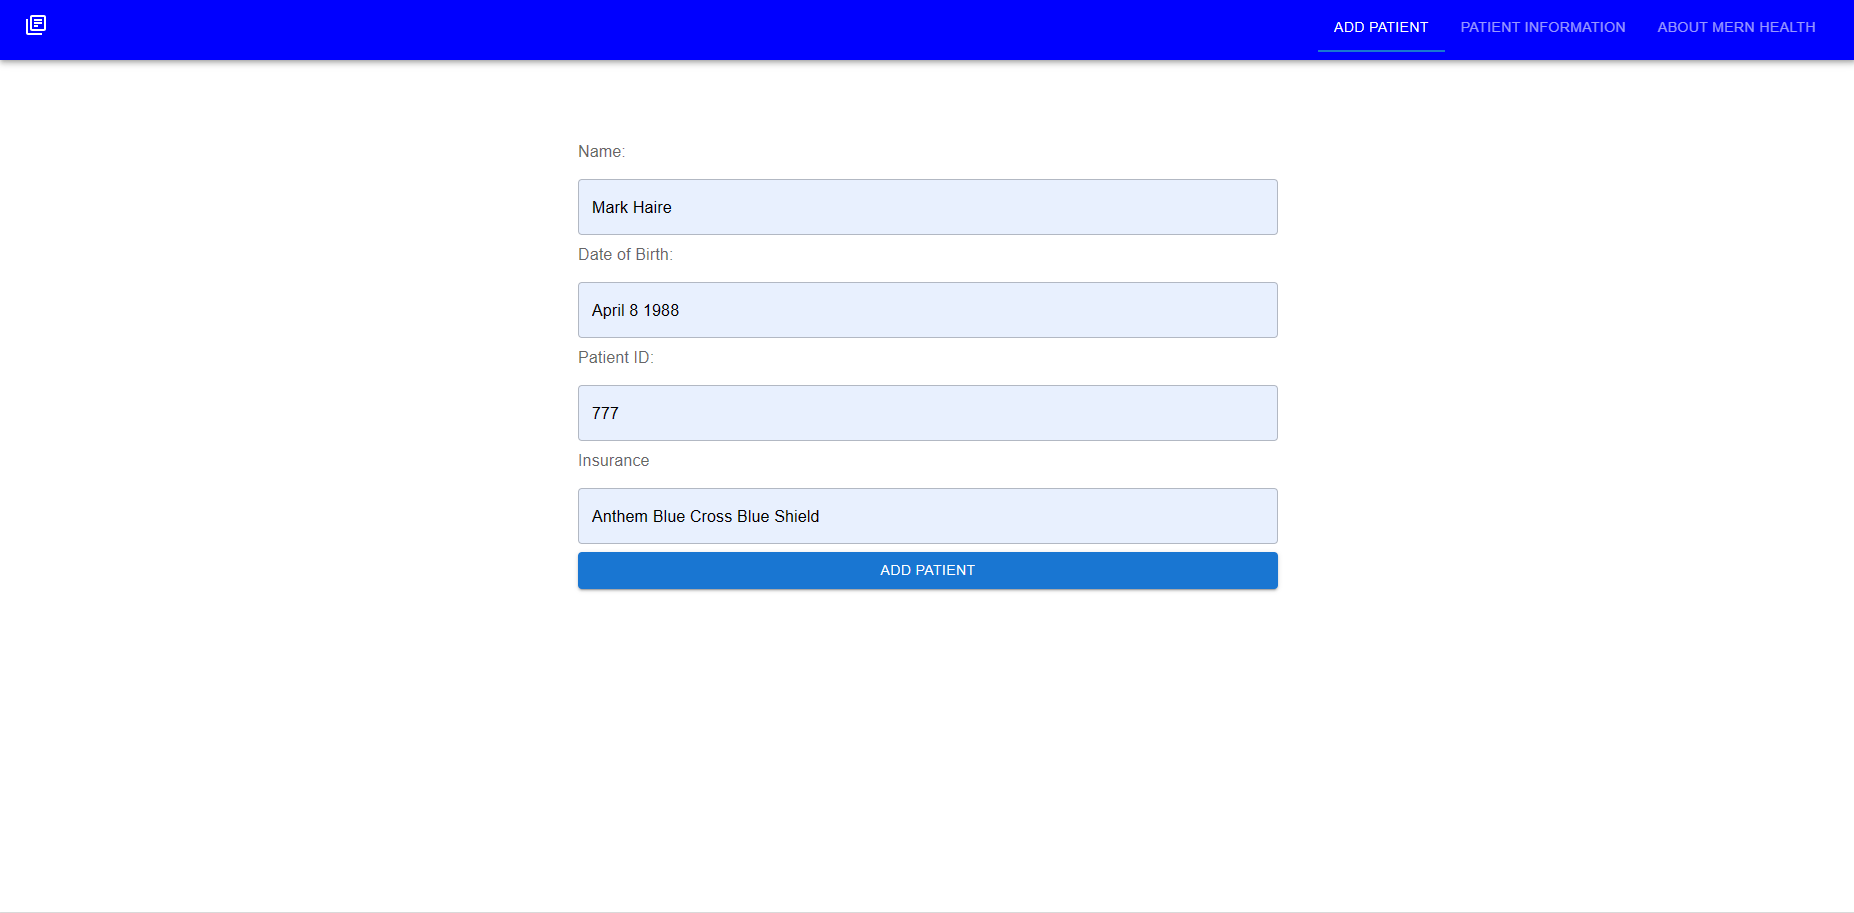 ADD PATIENT PATIENT INFORMATION ABOUT MERN HEALTH
Name:
Mark Haire
Date of Birth:
April 8 1988
Patient ID:
777
Insurance
Anthem Blue Cross Blue Shield
ADD PATIENT